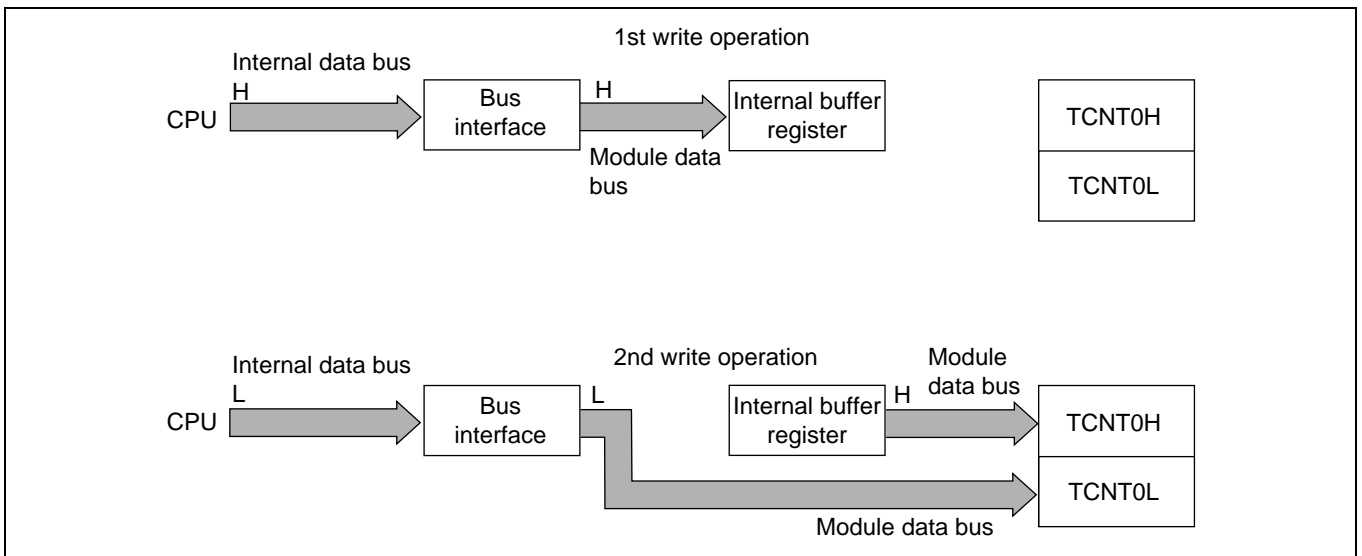 1st write operation
Internal data bus
H
CPU
Bus
interface
H
Module data
bus
Internal buffer
register
TCNT0H
TCNT0L
2nd write operation
Internal data bus
L
CPU
Bus
interface
L
Internal buffer
register
H
Module
data bus
TCNT0H
TCNT0L
Module data bus